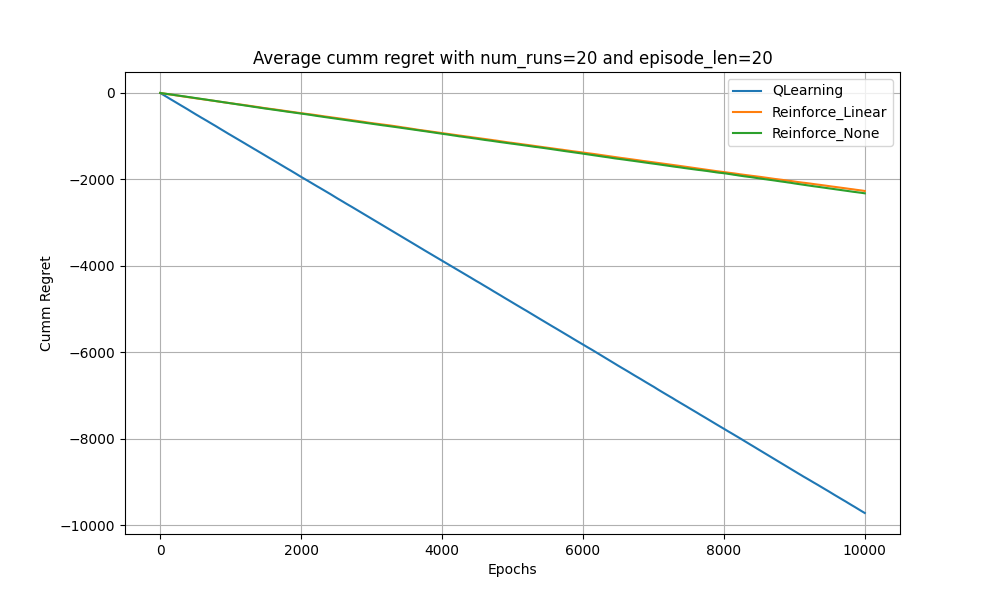 Average cumm regret with num_runs=20 and episode_len=20
QLearning
Reinforce_Linear
Reinforce_None
0
−2000
−4000
−6000
−8000
−10000
Cumm Regret
0 2000 4000 6000 8000 10000
Epochs